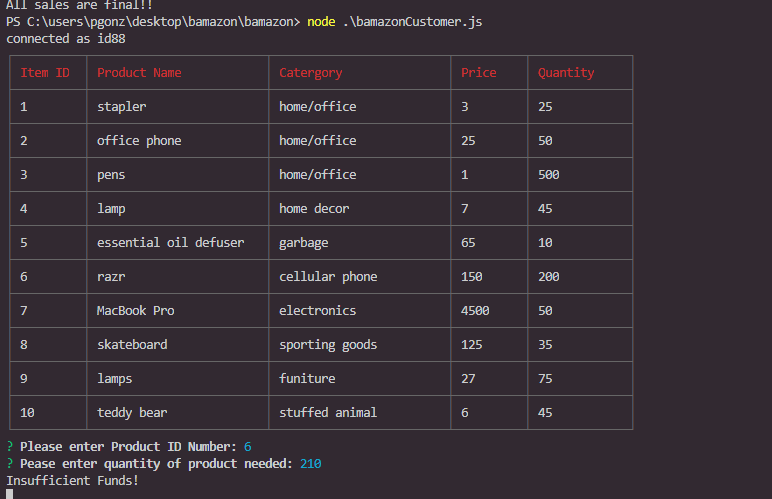 All sales are final!!
PS C:\users\pgonz\desktop\bamazon\bamazon> node .\bamazonCustomer.js
connected as id88
Item ID Product Name Catergory Price Quantity
1 stapler home/office 3 25
2 office phone home/office 25 50
3 pens home/office 1 500
4 lamp home decor 7 45
5 essential oil defuser garbage 65 10
6 razr cellular phone 150 200
7 MacBook Pro electronics 4500 50
8 skateboard sporting goods 125 35
9 lamps funiture 27 75
10 teddy bear stuffed animal 6 45
? Please enter Product ID Number: 6
? Pease enter quantity of product needed: 210
Insufficient Funds!